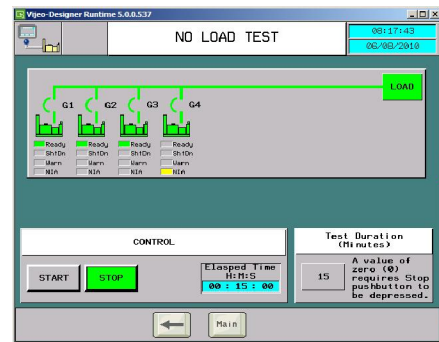 Vijeo-Designer Runtime 5.0.0.537
NO LOAD TEST
08:17:43
06/08/2010
LOAD
G1 G2 G3 G4
Ready Ready Ready Ready
ShtDn ShtDn ShtDn ShtDn
Warn Warn Warn Warn
NIA NIA NIA NIA
CONTROL
START
STOP
Elasped Time
H:M:S
00 : 15 : 00
Test Duration
(Minutes)
15
A value of
zero (0)
requires Stop
pushbutton to
be depressed.
Main